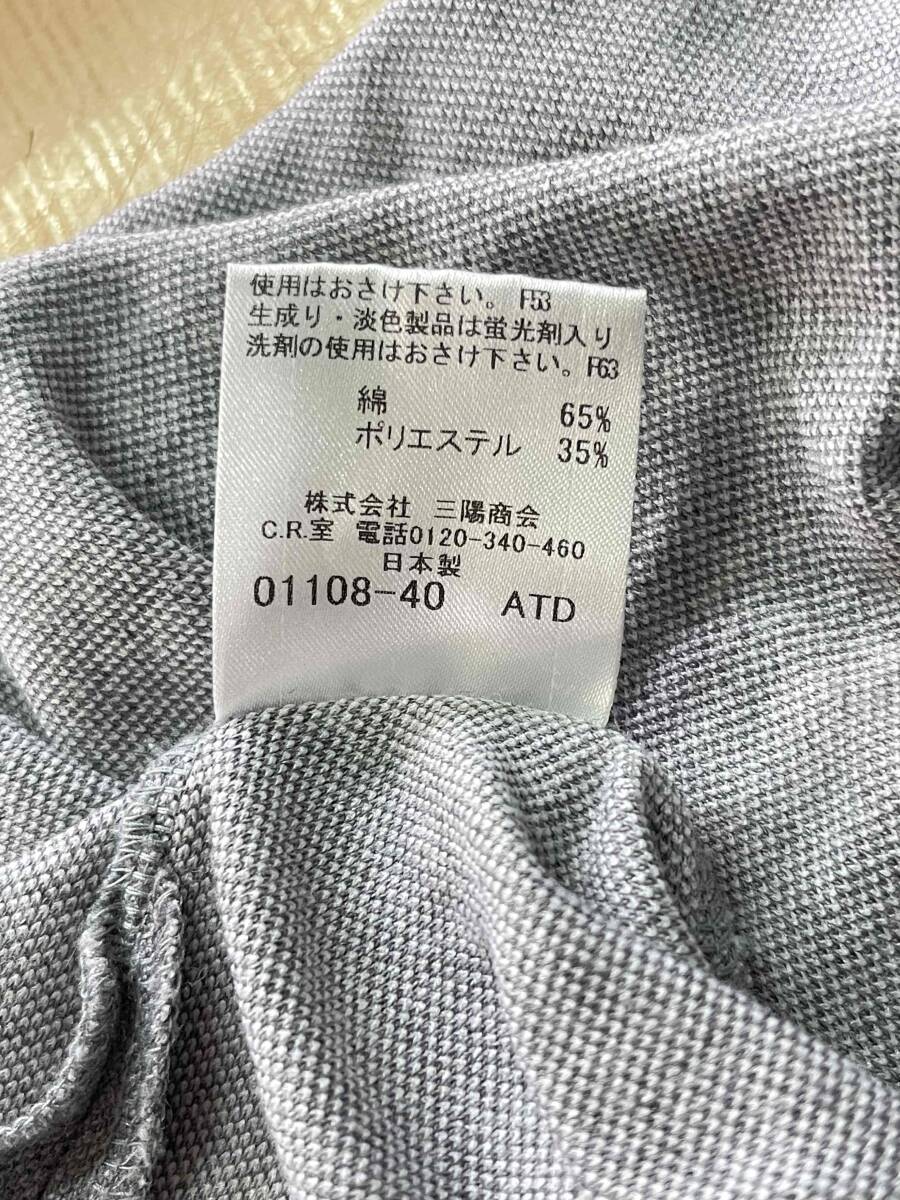 使用はおさけ下さい。 F53
生成り・淡色製品は蛍光剤入り
洗剤の使用はおさけ下さい。F63
綿 65%
ポリエステル 35%
株式会社 三陽商会
C.R.室 電話0120-340-460
日本製
01108-40 ATD